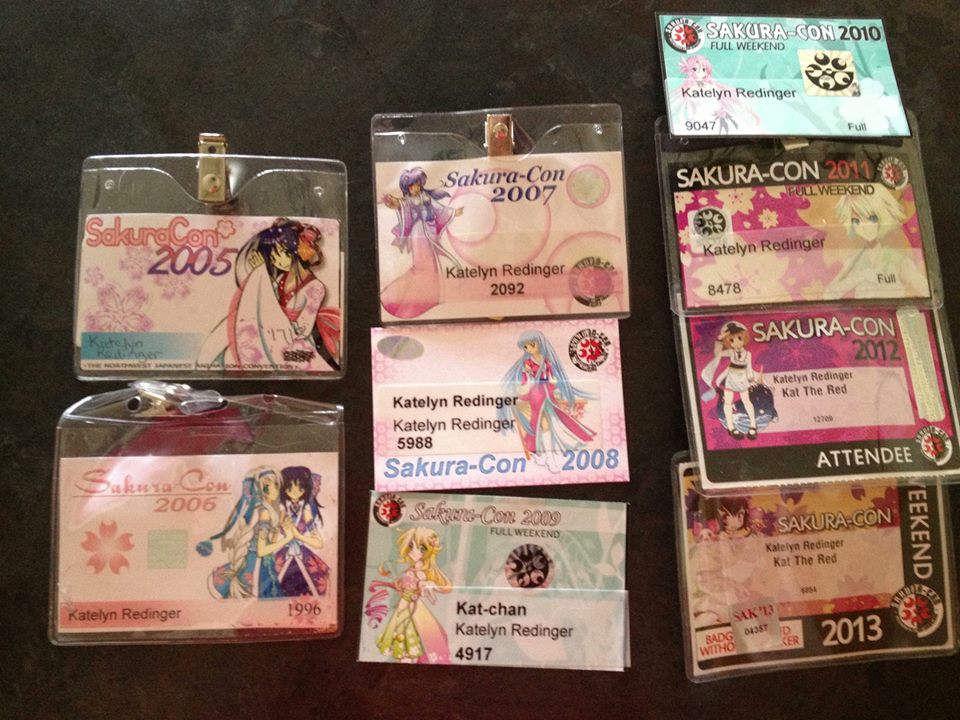 SakuraCon
2005
Katelyn
Redinger
THE NORTHWEST JAPANESE ANIMATION CONVENTION
Sakura-Con
2006
Katelyn Redinger
1996
Sakura-Con
2007
Katelyn Redinger
2092
Katelyn Redinger
Katelyn Redinger
5988
Sakura-Con 2008
Sakura-Con 2009
FULL WEEKEND
Kat-chan
Katelyn Redinger
4917
SAKURA-CON 2010
FULL WEEKEND
Katelyn Redinger
9047 Full
SAKURA-CON 2011
FULL WEEKEND
Katelyn Redinger
8478 Full
SAKURA-CON
2012
Katelyn Redinger
Kat The Red
12709
ATTENDEE
SAKURA-CON
Katelyn Redinger
Kat The Red
SAK'13
04357
2013